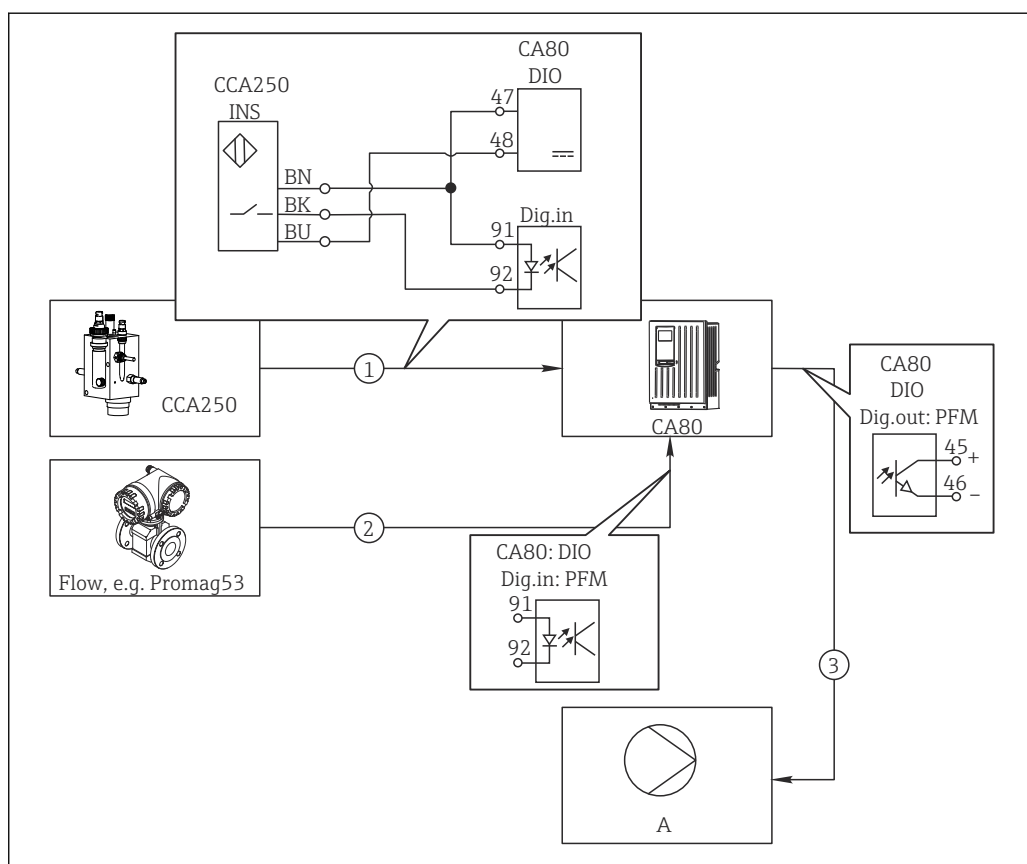 CA80
DIO
CCA250
INS
47
48
BN
BK
BU
Dig.in
91
92
CCA250
1
CA80
CA80
DIO
Dig.out: PFM
45
+
46
–
Flow, e.g. Promag53
2
CA80: DIO
Dig.in: PFM
91
92
3
A